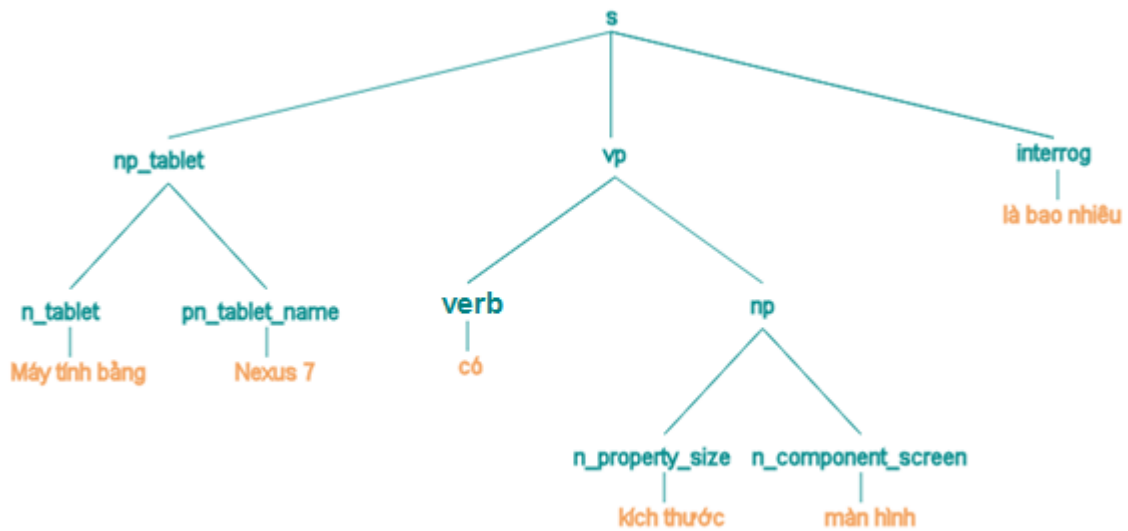 s
np_tablet vp interrog
là bao nhiêu
n_tablet pn_tablet_name verb np
Máy tính bảng Nexus 7 có
n_property_size n_component_screen
kích thước màn hình